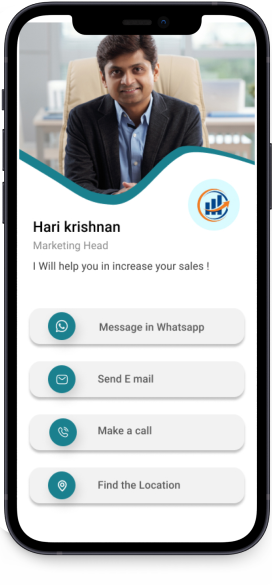 Hari krishnan
Marketing Head
I Will help you in increase your sales !
Message in Whatsapp
Send E mail
Make a call
Find the Location